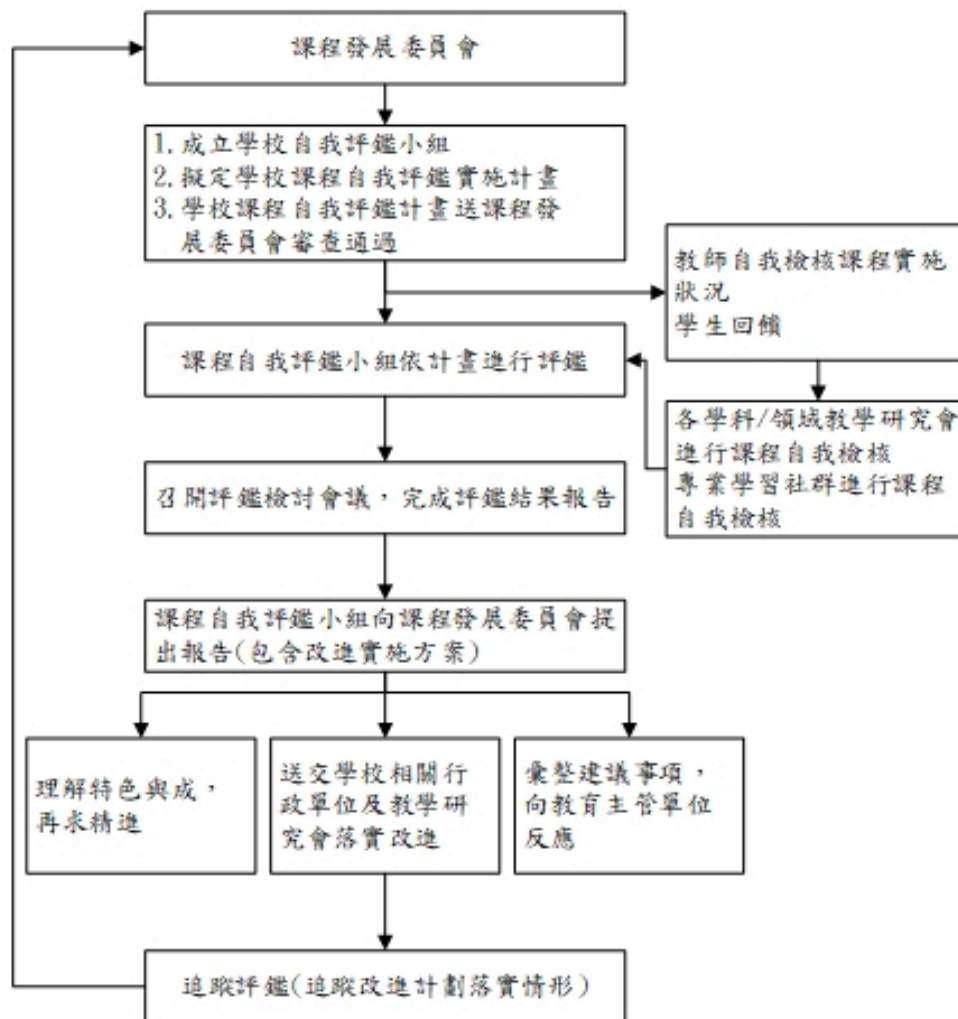 課程發展委員會
1. 成立學校自我評鑑小組
2. 擬定學校課程自我評鑑實施計畫
3. 學校課程自我評鑑計畫送課程發
展委員會審查通過
教師自我檢核課程實施
狀況
學生回饋
課程自我評鑑小組依計畫進行評鑑
各學科/領域教學研究會
進行課程自我檢核
專業學習社群進行課程
自我檢核
召開評鑑檢討會議，完成評鑑結果報告
課程自我評鑑小組向課程發展委員會提
出報告(包含改進實施方案)
理解特色與成，
再求精進
送交學校相關行
政單位及教學研
究會落實改進
彙整建議事項，
向教育主管單位
反應
追蹤評鑑(追蹤改進計劃落實情形)